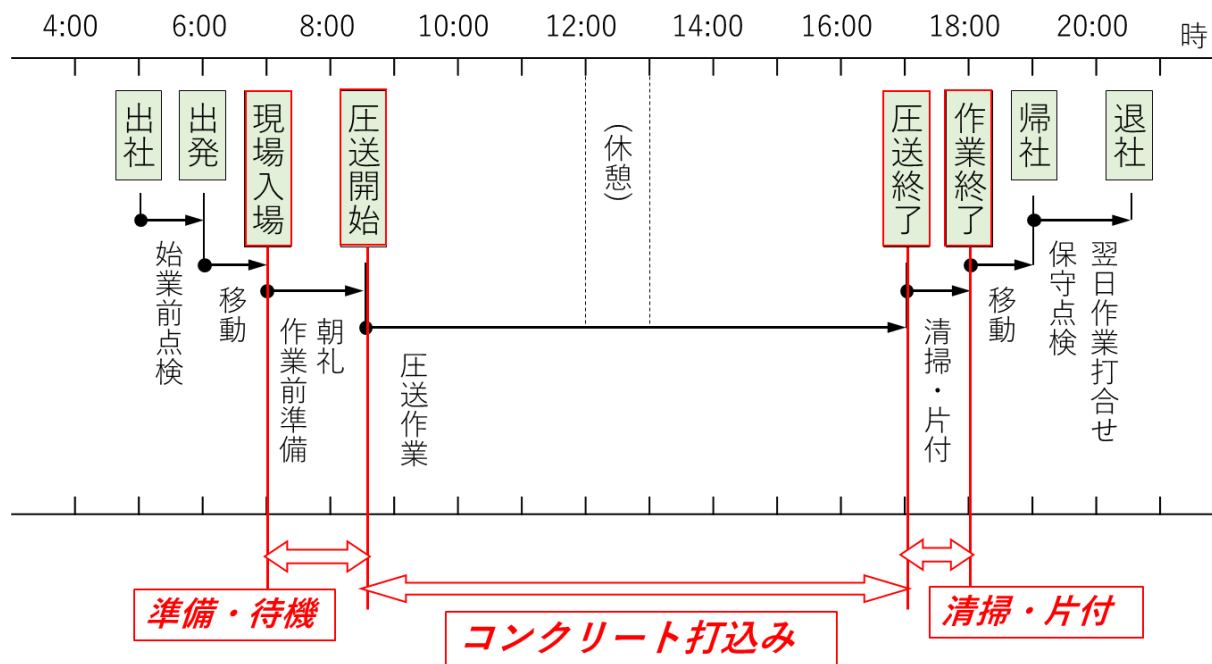 4:00 6:00 8:00 10:00 12:00 14:00 16:00 18:00 20:00 時
出社
出発
現場入場
圧送開始
（休憩）
圧送終了
作業終了
帰社
退社
始業前点検
移動
朝礼
作業前準備
圧送作業
清掃・片付
移動
翌日作業打合せ
保守点検
準備・待機
コンクリート打込み
清掃・片付